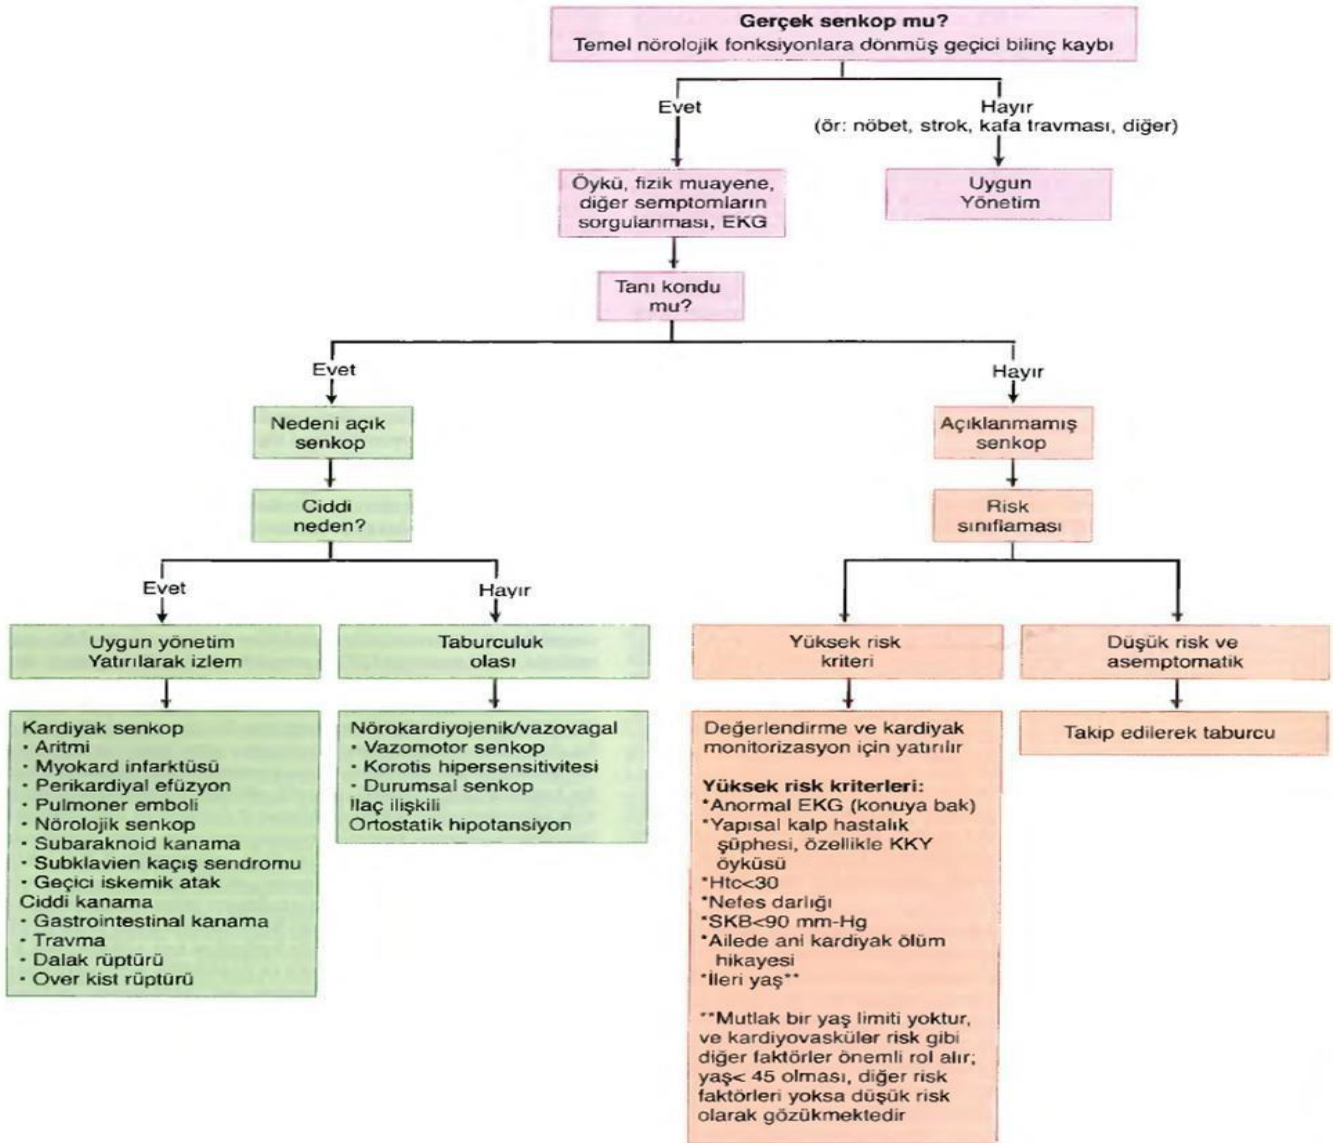 Gerçek senkop mu?
Temel nörolojik fonksiyonlara dönmüş geçici bilinç kaybı
Evet
Hayır
(ör: nöbet, strok, kafa travması, diğer)
Öykü, fizik muayene,
diğer semptomların
sorgulanması, EKG
Uygun
Yönetim
Tanı kondu
mu?
Evet
Hayır
Nedeni açık
senkop
Açıklanmamış
senkop
Ciddi
neden?
Risk
sınıflaması
Evet
Hayır
Uygun yönetim
Yatırılarak izlem
Taburculuk
olası
Yüksek risk
kriteri
Düşük risk ve
asemptomatik
Kardiyak senkop
• Aritmi
• Myokard infarktüsü
• Perikardiyal efüzyon
• Pulmoner emboli
• Nörolojik senkop
• Subaraknoid kanama
• Subklavien kaçış sendromu
• Geçici iskemik atak
Ciddi kanama
• Gastrointestinal kanama
• Travma
• Dalak rüptürü
• Over kist rüptürü
Nörokardiyojenik/vazovagal
• Vazomotor senkop
• Korotis hipersensitivitesi
• Durumsal senkop
İlaç ilişkili
Ortostatik hipotansiyon
Değerlendirme ve kardiyak
monitorizasyon için yatırılır
Yüksek risk kriterleri:
*Anormal EKG (konuya bak)
*Yapısal kalp hastalık
şüphesi, özellikle KKY
öyküsü
*Htc<30
*Nefes darlığı
*SKB<90 mm-Hg
*Ailede ani kardiyak ölüm
hikayesi
*İleri yaş**
**Mutlak bir yaş limiti yoktur,
ve kardiyovasküler risk gibi
diğer faktörler önemli rol alır;
yaş< 45 olması, diğer risk
faktörleri yoksa düşük risk
olarak gözükmektedir
Takip edilerek taburcu